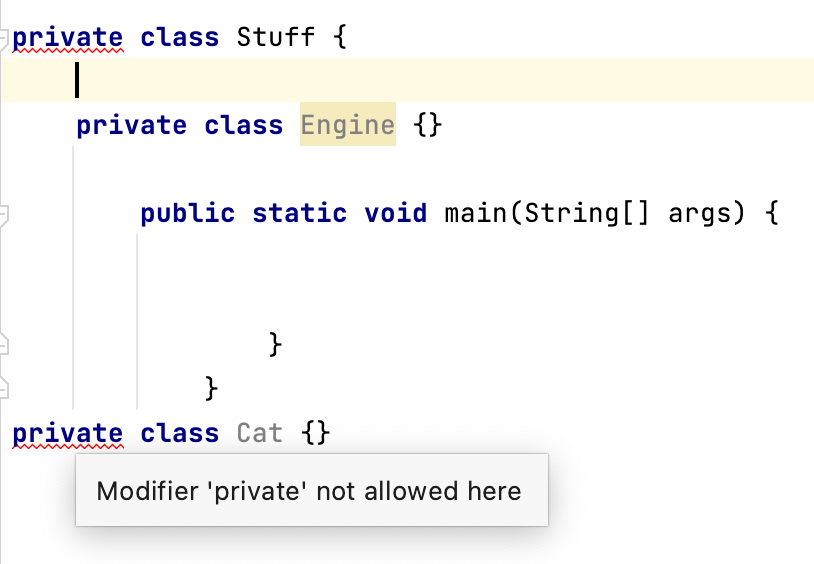 private class Stuff {
private class Engine {}
public static void main(String[] args) {
}
}
private class Cat {}
Modifier 'private' not allowed here